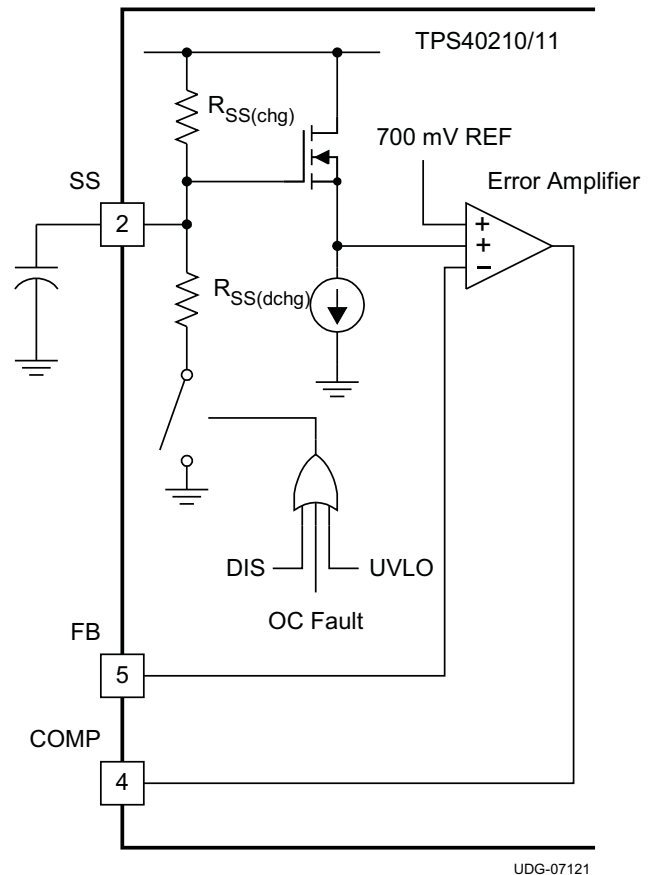 TPS40210/11
RSS(chg)
700 mV REF
SS
Error Amplifier
2
+
+
−
RSS(dchg)
DIS
UVLO
OC Fault
FB
5
COMP
4
UDG-07121